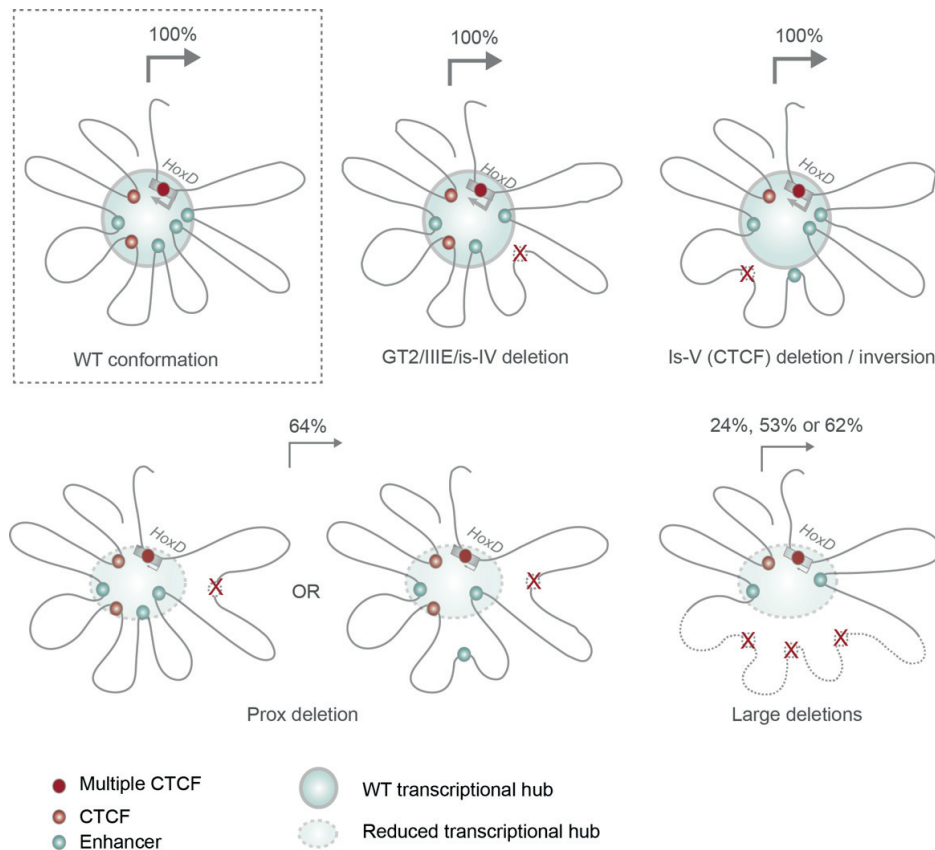 100%
100%
100%
HoxD
HoxD
HoxD
X
X
WT conformation
GT2/IIIE/is-IV deletion
Is-V (CTCF) deletion / inversion
64%
24%, 53% or 62%
HoxD
HoxD
HoxD
X
OR
X
X
X
X
Prox deletion
Large deletions
Multiple CTCF
CTCF
Enhancer
WT transcriptional hub
Reduced transcriptional hub